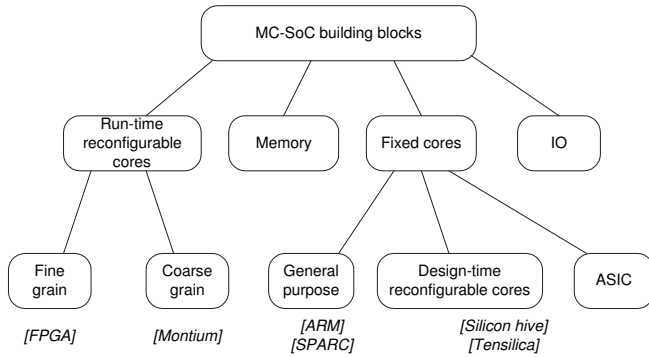 MC-SoC building blocks
Run-time
reconfigurable
cores
Memory
Fixed cores
IO
Fine
grain
Coarse
grain
General
purpose
Design-time
reconfigurable cores
ASIC
[FPGA]
[Montium]
[ARM]
[SPARC]
[Silicon hive]
[Tensilica]